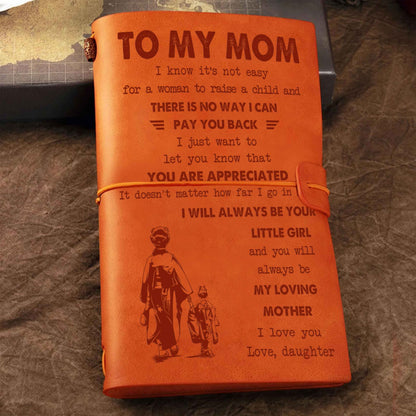 TO MY MOM
I know it's not easy
for a woman to raise a child and
THERE IS NO WAY I CAN
PAY YOU BACK
I just want to
let you know that
YOU ARE APPRECIATED
It doesn't matter how far I go in
I WILL ALWAYS BE YOUR
LITTLE GIRL
and you will
always be
MY LOVING
MOTHER
I love you
Love, daughter